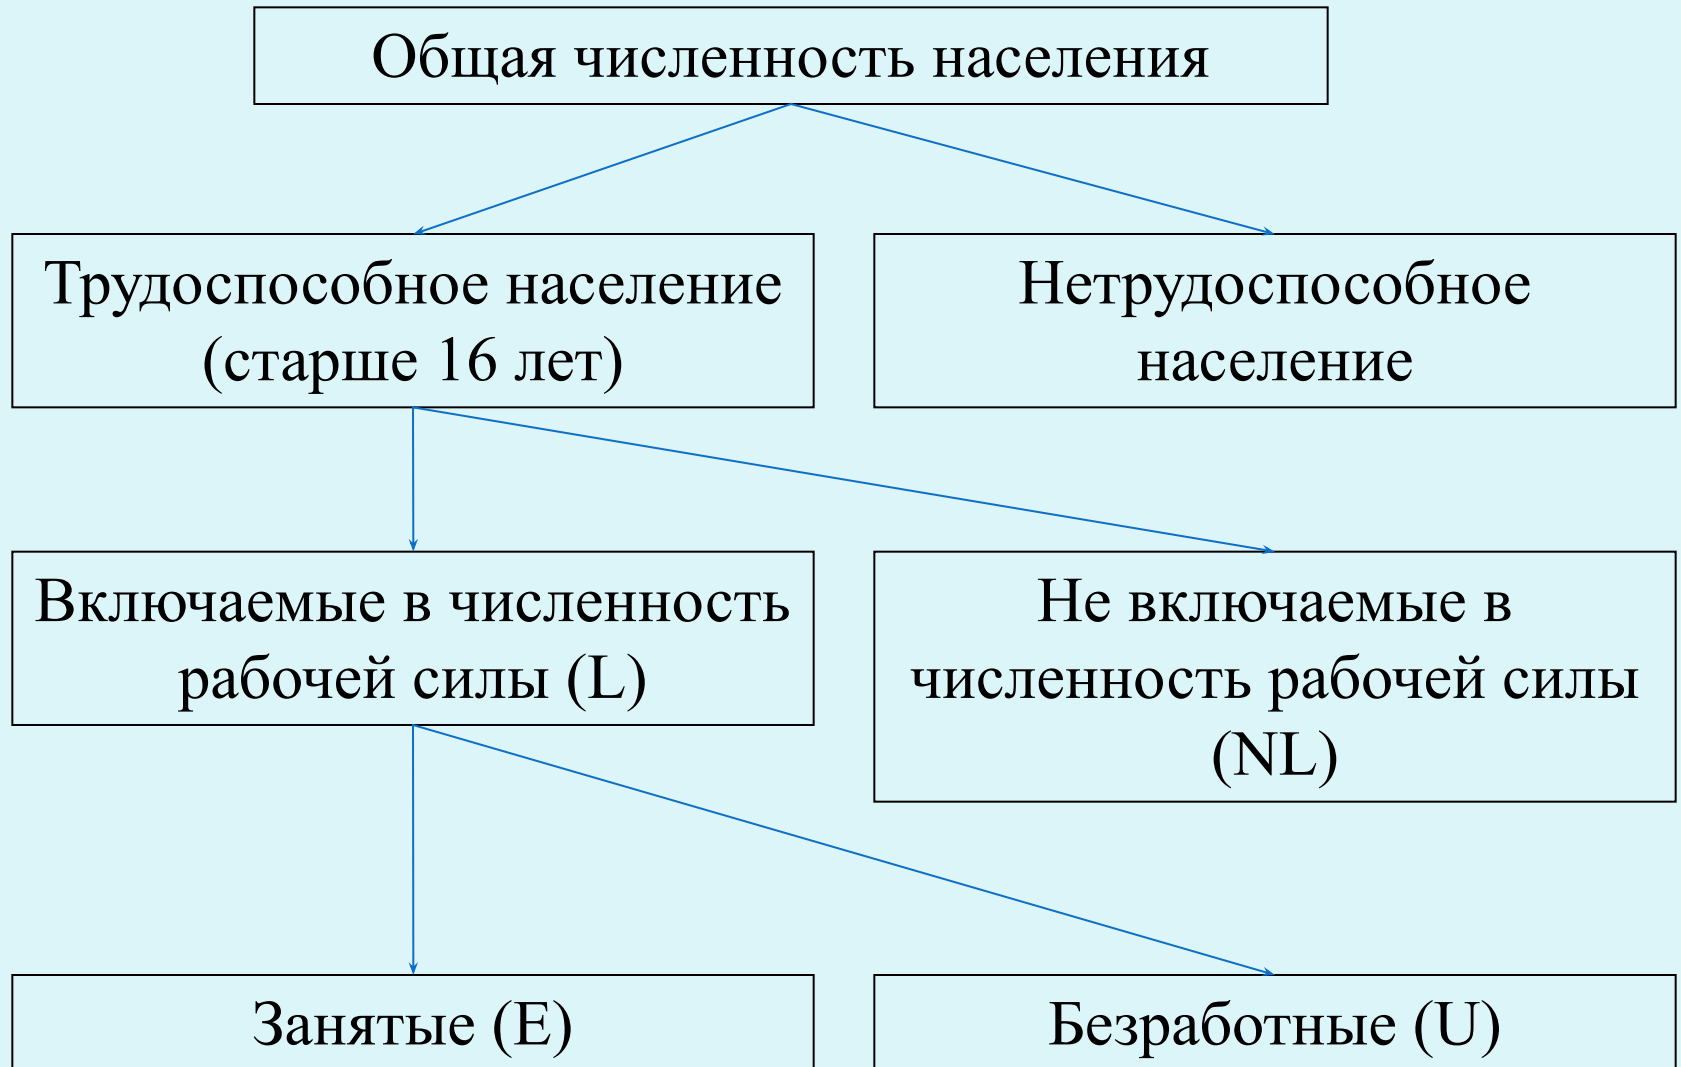 Общая численность населения
Трудоспособное население
(старше 16 лет)
Нетрудоспособное
население
Включаемые в численность
рабочей силы (L)
Не включаемые в
численность рабочей силы
(NL)
Занятые (E)
Безработные (U)